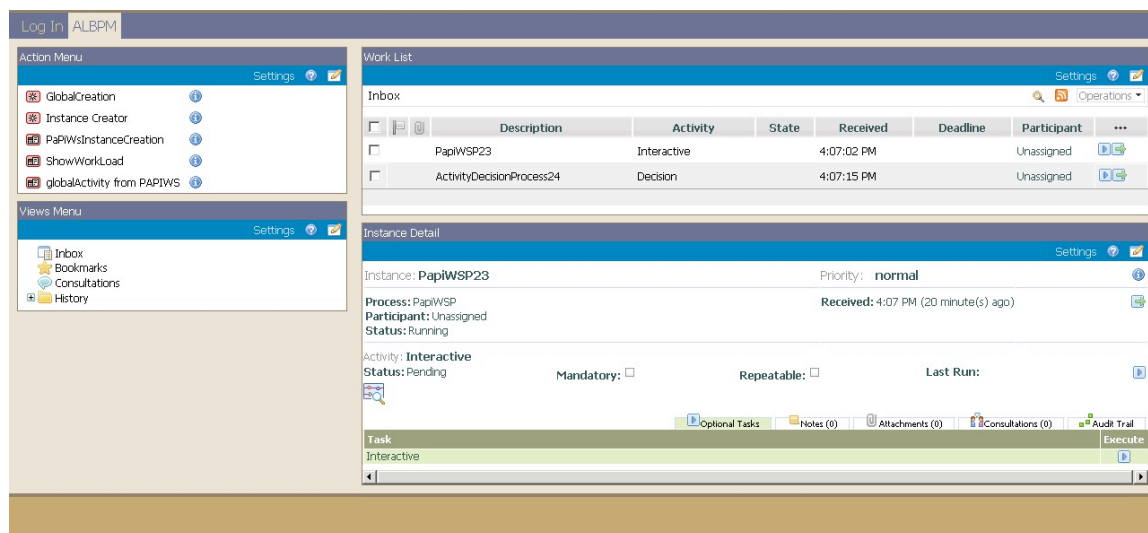 Log In ALBPM
Action Menu
Settings
GlobalCreation
Instance Creator
PaPiWsInstanceCreation
ShowWorkLoad
globalActivity from PAPIWS
Views Menu
Settings
Inbox
Bookmarks
Consultations
History
Work List
Settings
Inbox Operations
Description Activity State Received Deadline Participant ...
PapiWSP23 Interactive 4:07:02 PM Unassigned
ActivityDecisionProcess24 Decision 4:07:15 PM Unassigned
Instance Detail
Settings
Instance: PapiWSP23 Priority: normal
Process: PapiWSP Received: 4:07 PM (20 minute(s) ago)
Participant: Unassigned
Status: Running
Activity: Interactive
Status: Pending Mandatory: Repeatable: Last Run:
Optional Tasks Notes (0) Attachments (0) Consultations (0) Audit Trail
Task Execute
Interactive